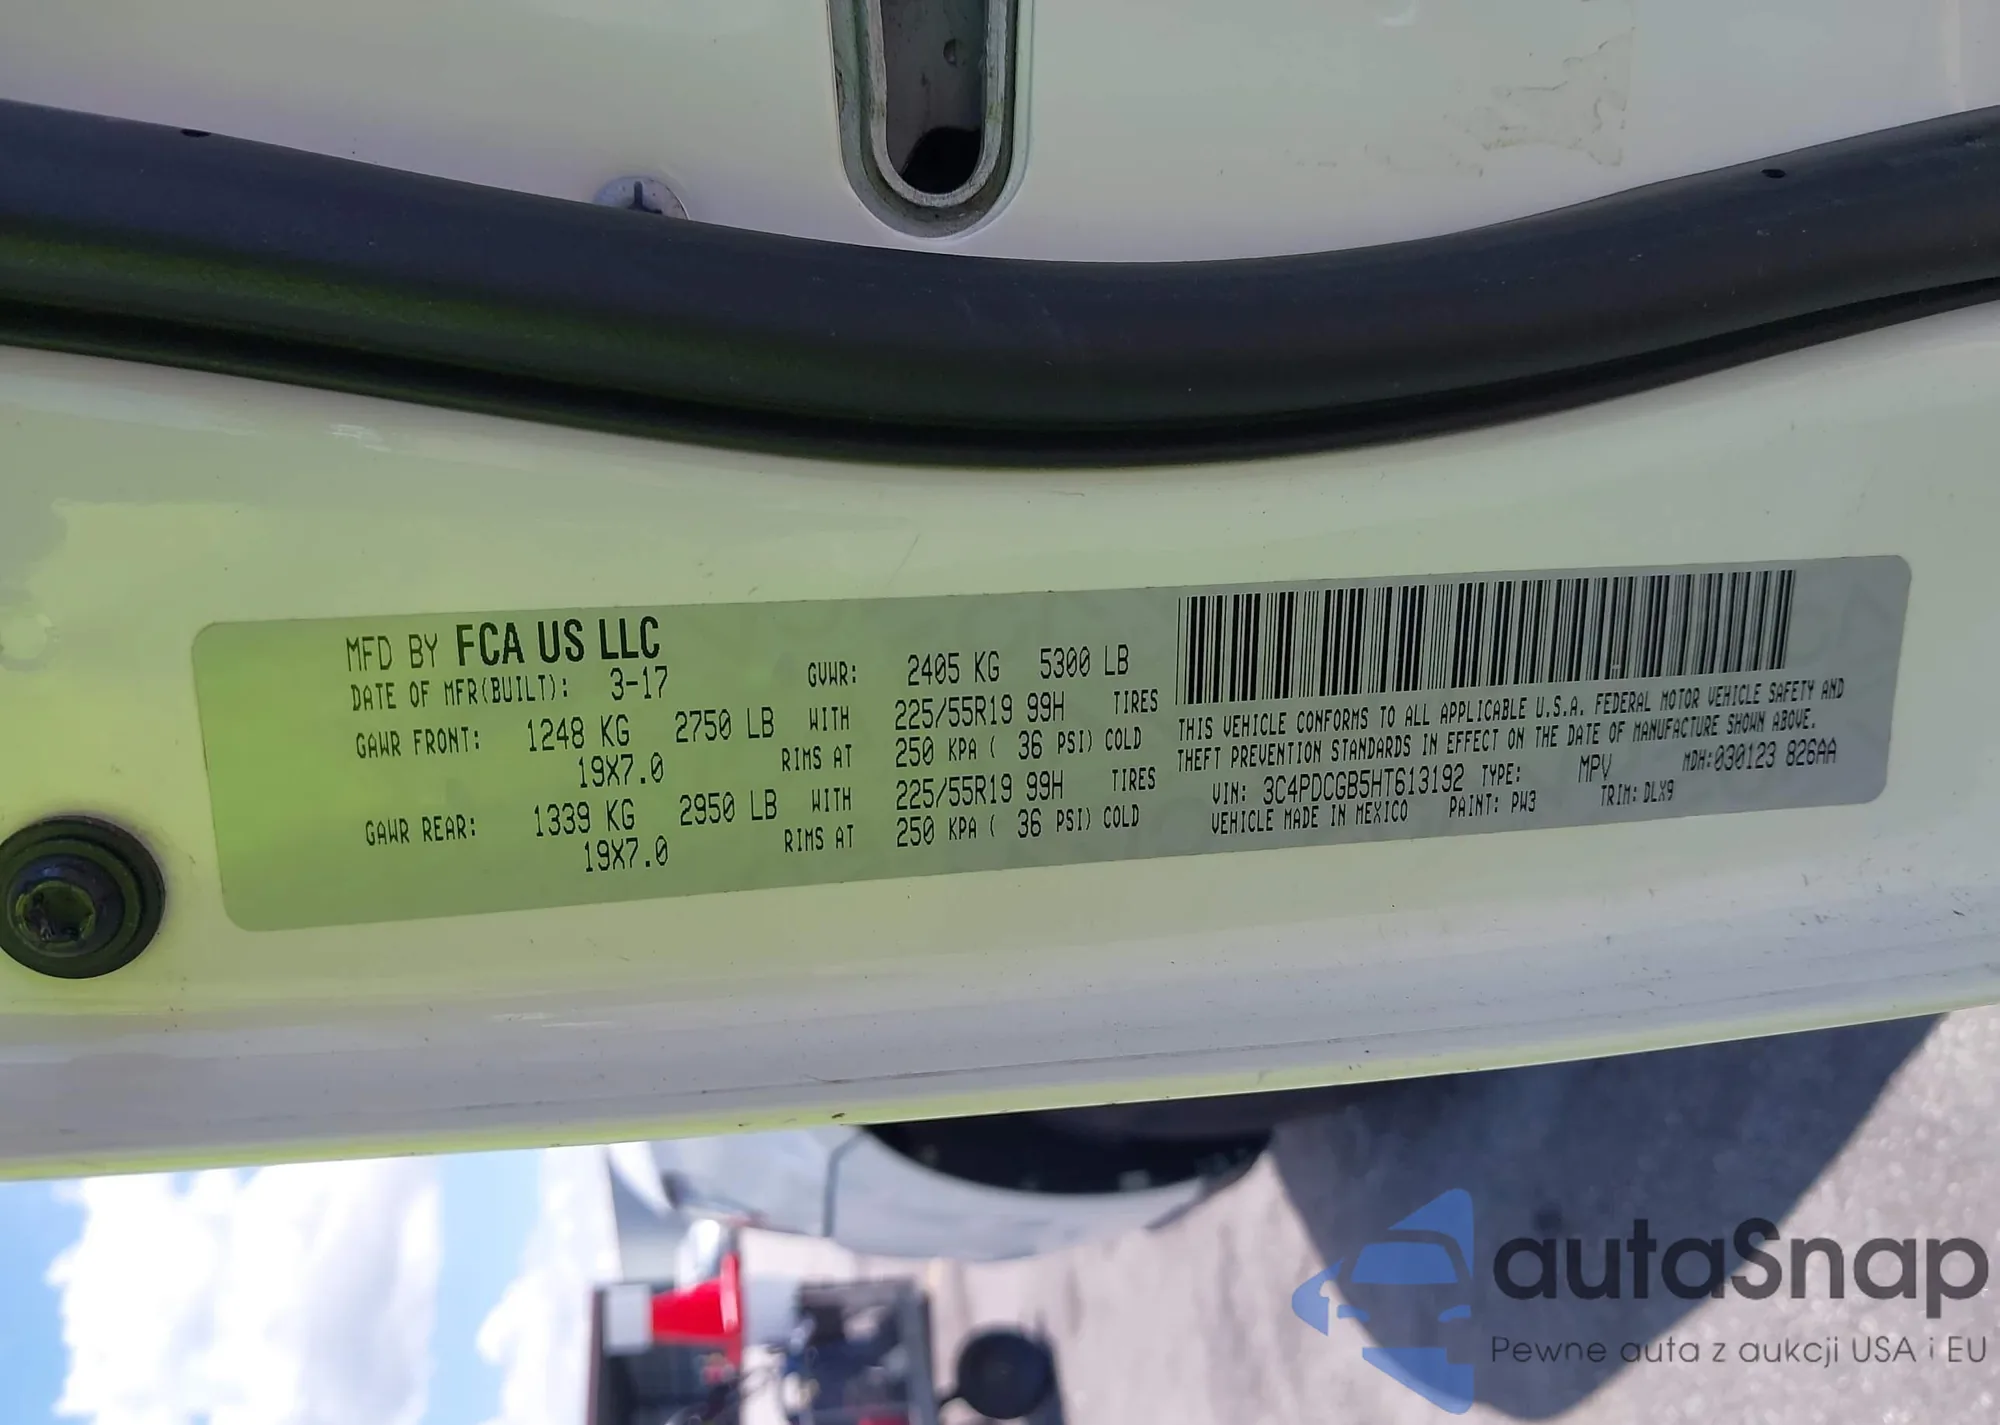 MFD BY FCA US LLC
DATE OF MFR(BUILT): 3-17 GVWR: 2405 KG 5300 LB
GAWR FRONT: 1248 KG 2750 LB WITH 225/55R19 99H TIRES
19X7.0 RIMS AT 250 KPA ( 36 PSI) COLD
GAWR REAR: 1339 KG 2950 LB WITH 225/55R19 99H TIRES
19X7.0 RIMS AT 250 KPA ( 36 PSI) COLD
THIS VEHICLE CONFORMS TO ALL APPLICABLE U.S.A. FEDERAL MOTOR VEHICLE SAFETY AND
THEFT PREVENTION STANDARDS IN EFFECT ON THE DATE OF MANUFACTURE SHOWN ABOVE.
VIN: 3C4PDCGB5HT613192 TYPE: MPV MDH:030123 826AA
VEHICLE MADE IN MEXICO PAINT: PW3 TRIM: DLX9
autaSnap
Pewne auta z aukcji USA i EU